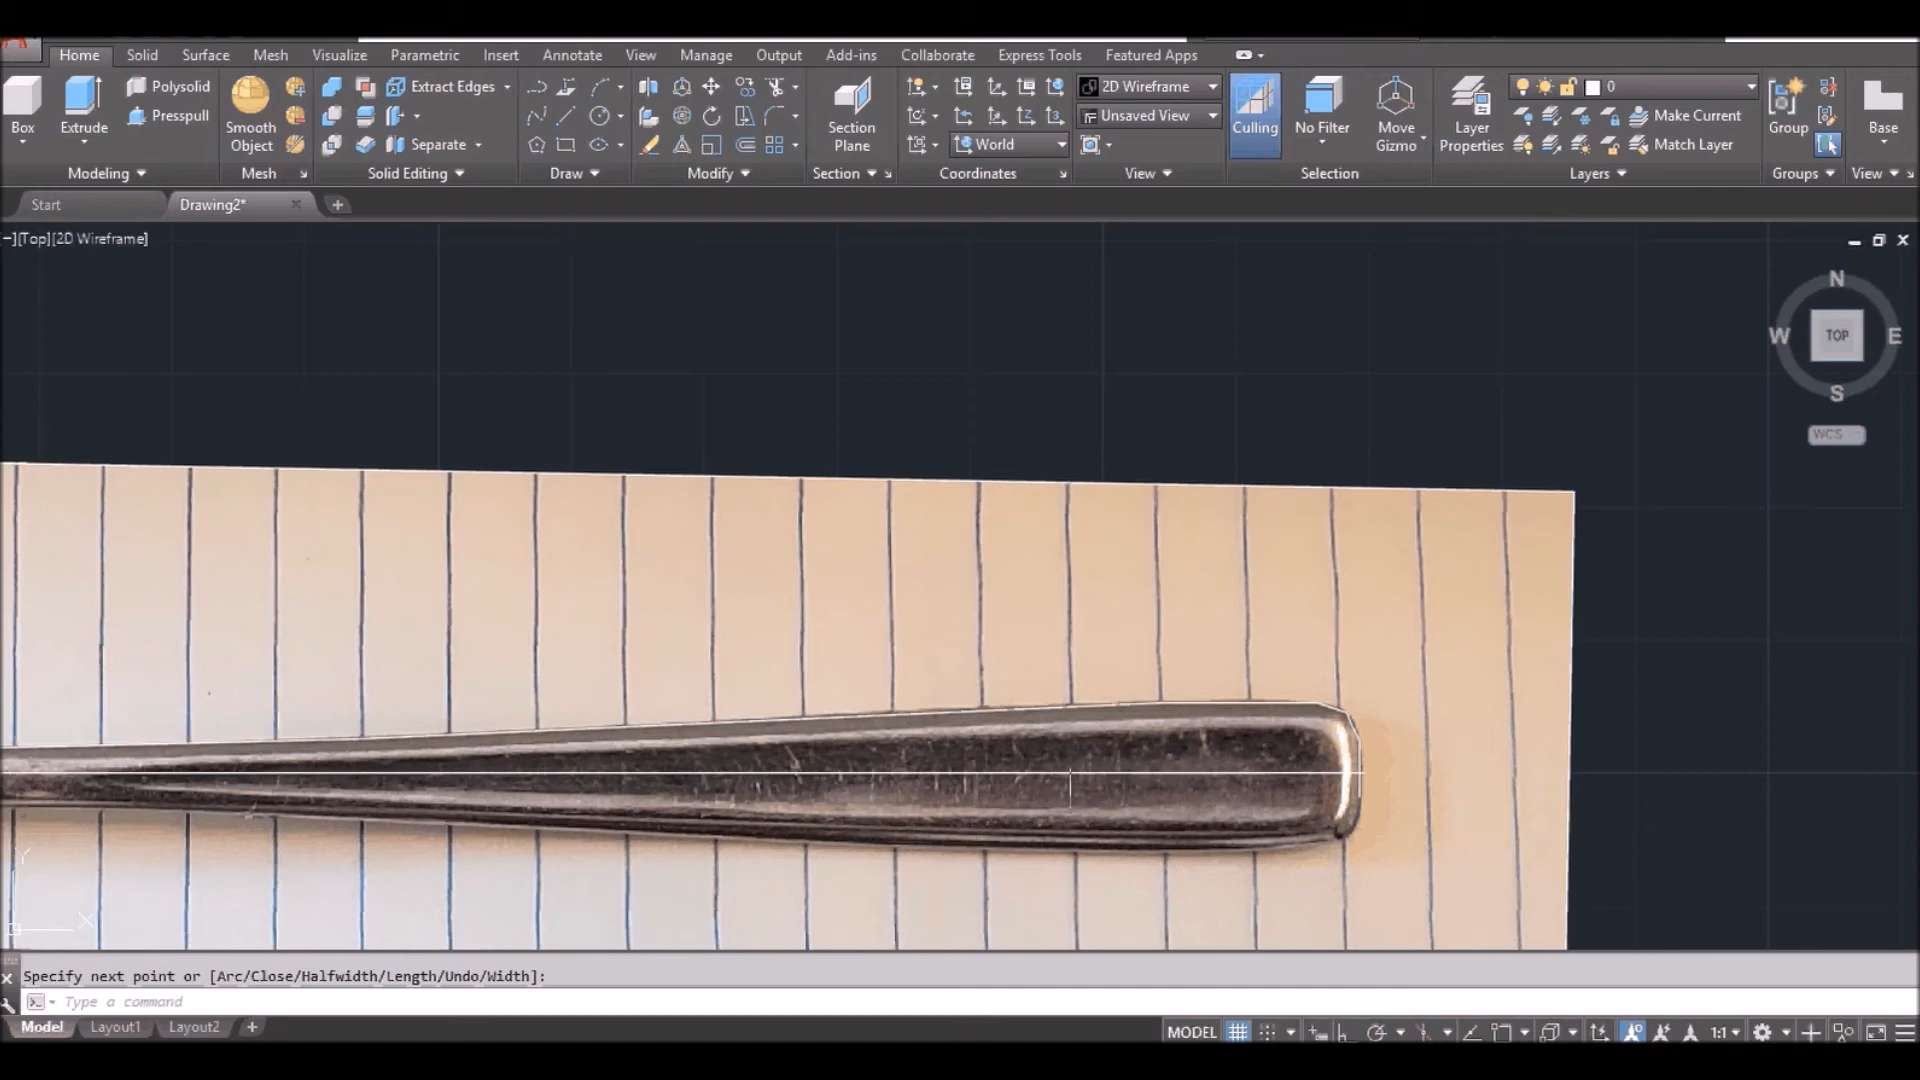 Home Solid Surface Mesh Visualize Parametric Insert Annotate View Manage Output Add-ins Collaborate Express Tools Featured Apps
Polysolid Extract Edges 2D Wireframe 0
Box Extrude Presspull Smooth Object Section Plane Unsaved View Culling No Filter Move Gizmo Layer Properties Make Current Group Base
Separate World Match Layer
Modeling Mesh Solid Editing Draw Modify Section Coordinates View Selection Layers Groups View
Start Drawing2*
−][Top][2D Wireframe]
N
W TOP E
S
WCS
Y
X
Specify next point or [Arc/Close/Halfwidth/Length/Undo/Width]:
Type a command
Model Layout1 Layout2 MODEL 1:1